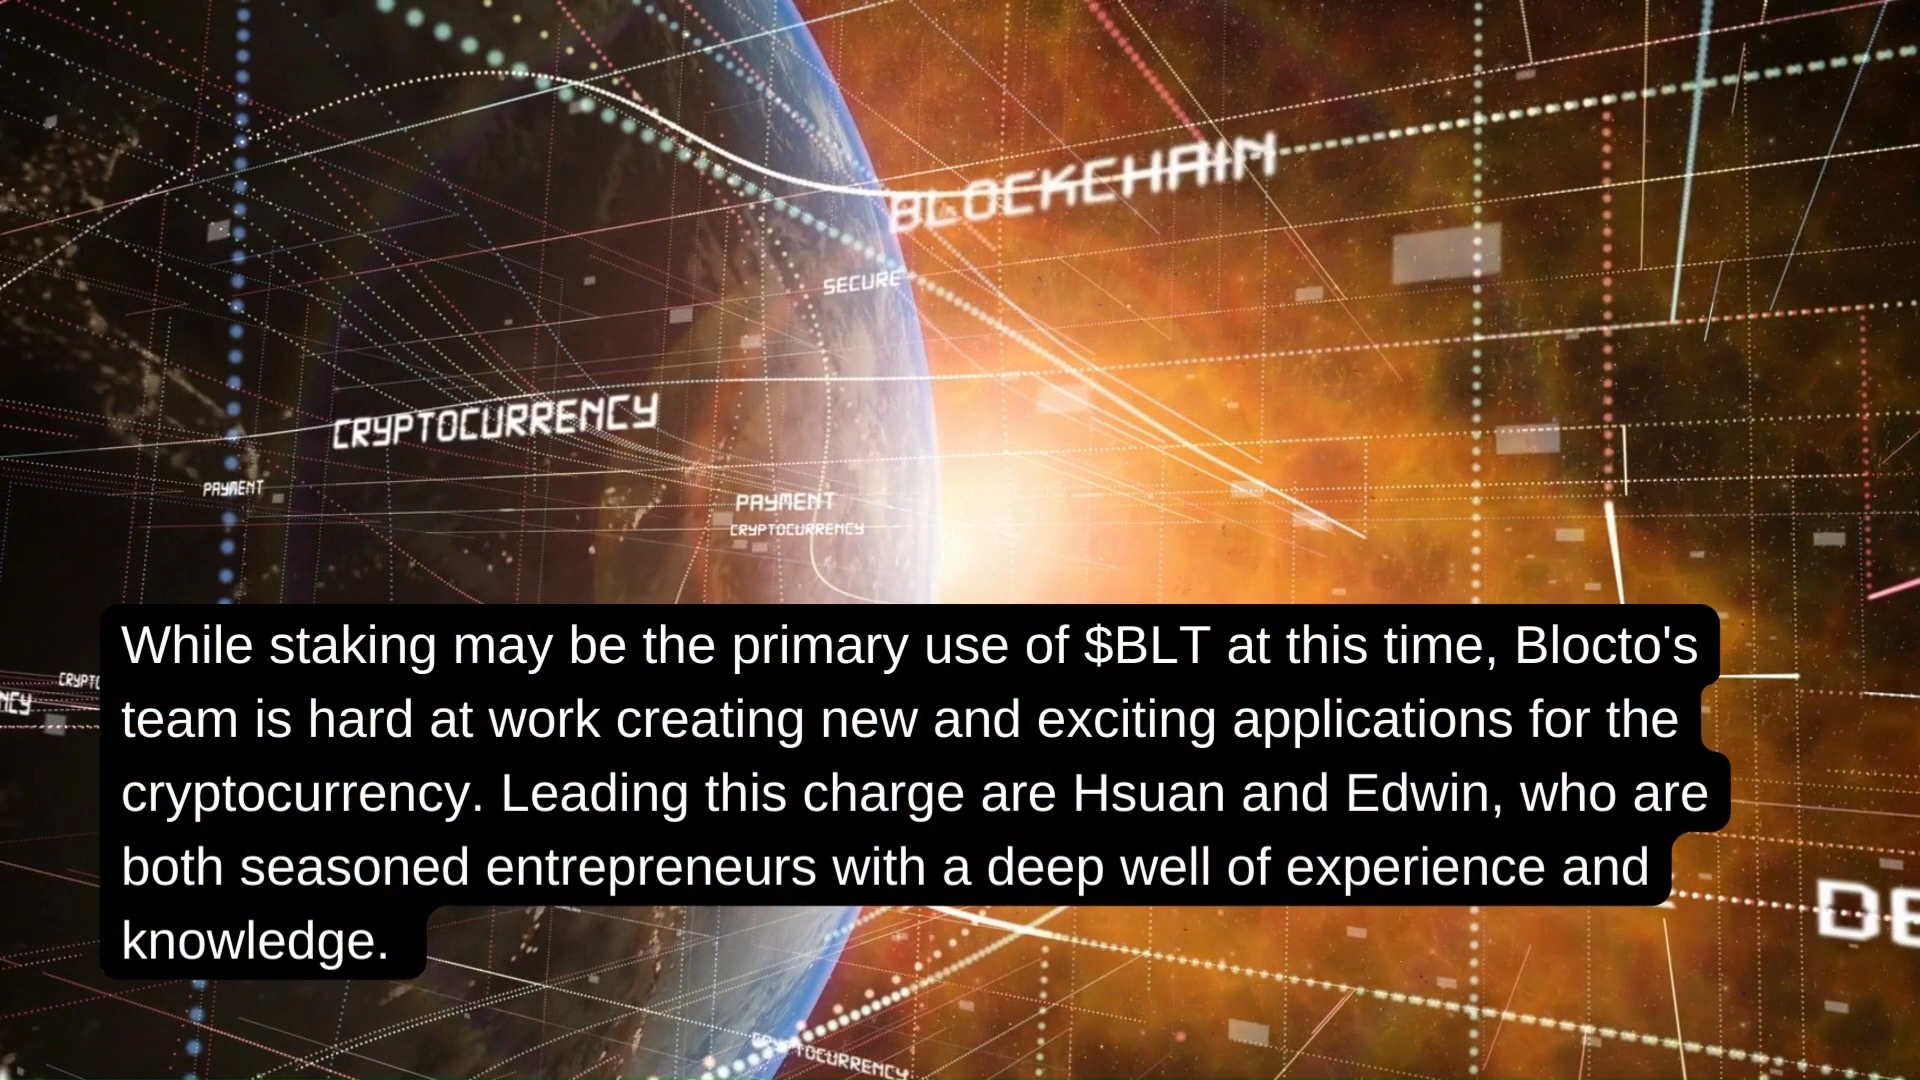 BLOCKCHAIN
SECURE
CRYPTOCURRENCY
PAYMENT
PAYMENT
CRYPTOCURRENCY
While staking may be the primary use of $BLT at this time, Blocto's
team is hard at work creating new and exciting applications for the
cryptocurrency. Leading this charge are Hsuan and Edwin, who are
both seasoned entrepreneurs with a deep well of experience and
knowledge.
CRYPTOCURRENCY